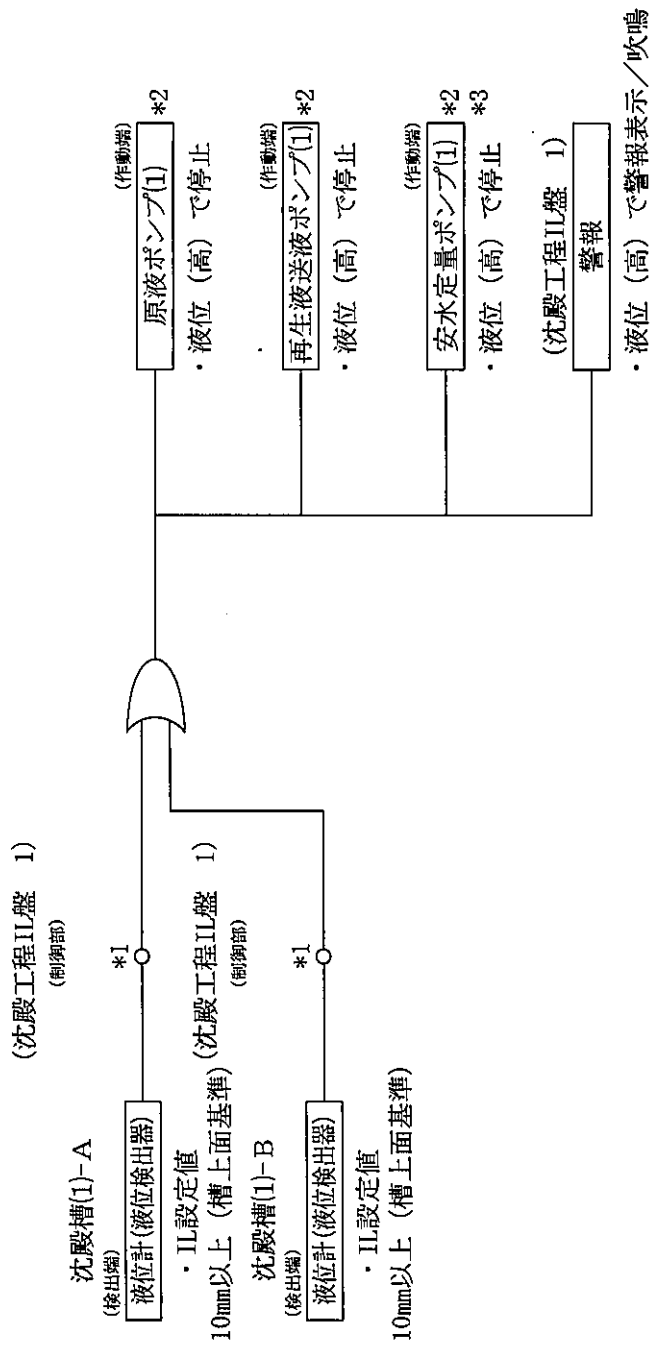 沈殿槽(1)-A
(検出端)
液位計(液位検出器)
・IL設定値
10mm以上 (槽上面基準)
(沈殿工程IL盤 1)
(制御部)
*1
沈殿槽(1)-B
(検出端)
液位計(液位検出器)
・IL設定値
10mm以上 (槽上面基準)
(沈殿工程IL盤 1)
(制御部)
*1
(作動端)
原液ポンプ(1)
*2
・液位 (高) で停止
(作動端)
再生液送液ポンプ(1)
*2
・液位 (高) で停止
(作動端)
安水定量ポンプ(1)
*2
*3
・液位 (高) で停止
(沈殿工程IL盤 1)
警報
・液位 (高) で警報表示/吹鳴